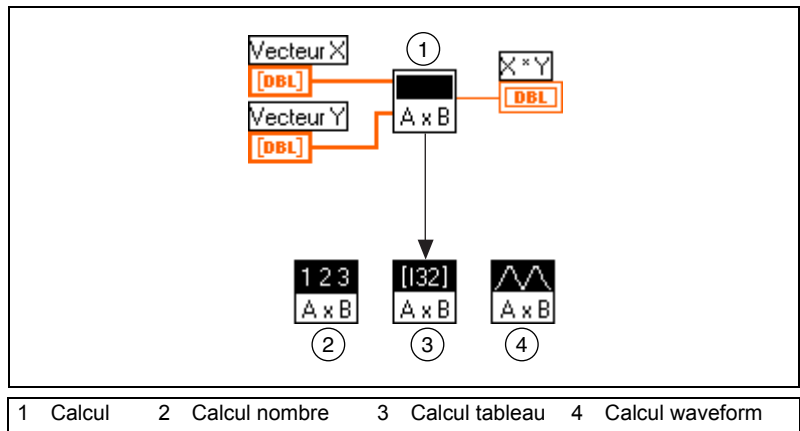 Vecteur X
1
X * Y
[DBL]
DBL
A x B
Vecteur Y
[DBL]
1 2 3
[I32]
A x B
A x B
A x B
2
3
4
1 Calcul 2 Calcul nombre 3 Calcul tableau 4 Calcul waveform